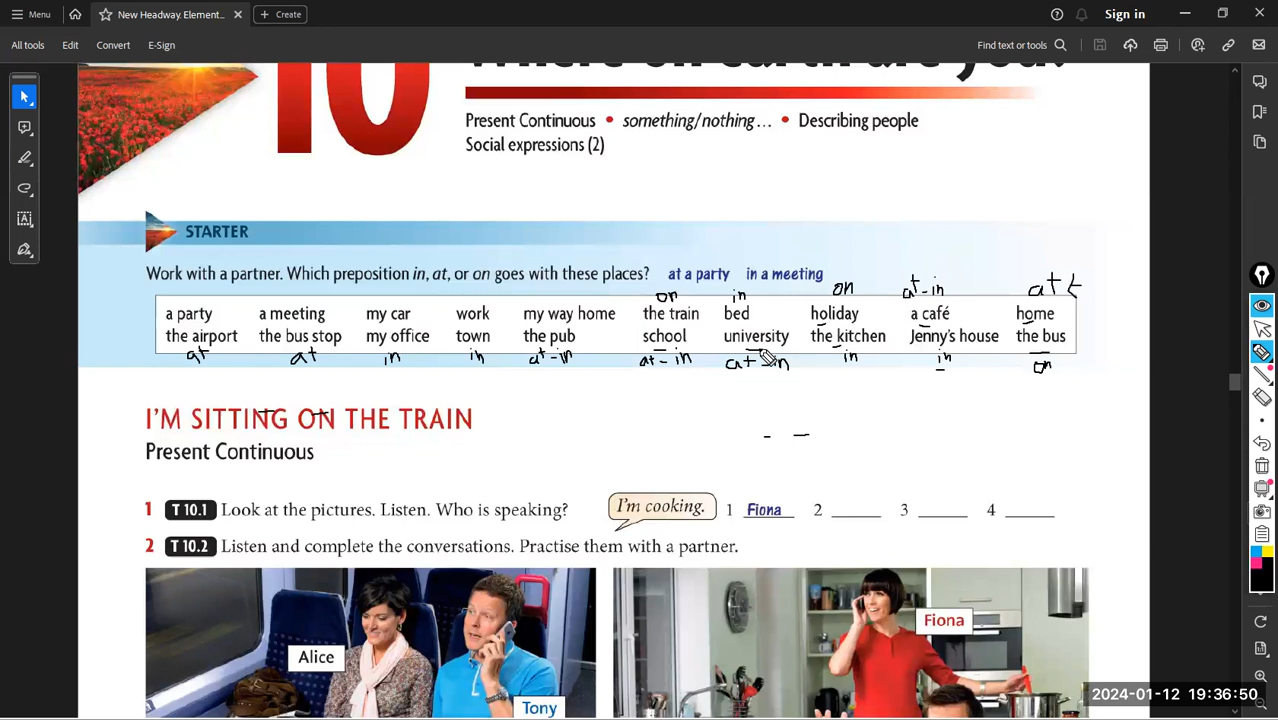 Menu New Headway. Element... Create Sign in
All tools Edit Convert E-Sign Find text or tools
10
Where on earth are you?
Present Continuous • something/nothing… • Describing people
Social expressions (2)
STARTER
Work with a partner. Which preposition in, at, or on goes with these places? at a party in a meeting
on in on at-in at
a party a meeting my car work my way home the train bed holiday a café home
the airport the bus stop my office town the pub school university the kitchen Jenny's house the bus
at at in in at-in at-in at-in in in on
I'M SITTING ON THE TRAIN
Present Continuous
1 T 10.1 Look at the pictures. Listen. Who is speaking? I'm cooking. 1 Fiona 2 3 4
2 T 10.2 Listen and complete the conversations. Practise them with a partner.
Fiona
Alice
Tony
2024-01-12 19:36:50